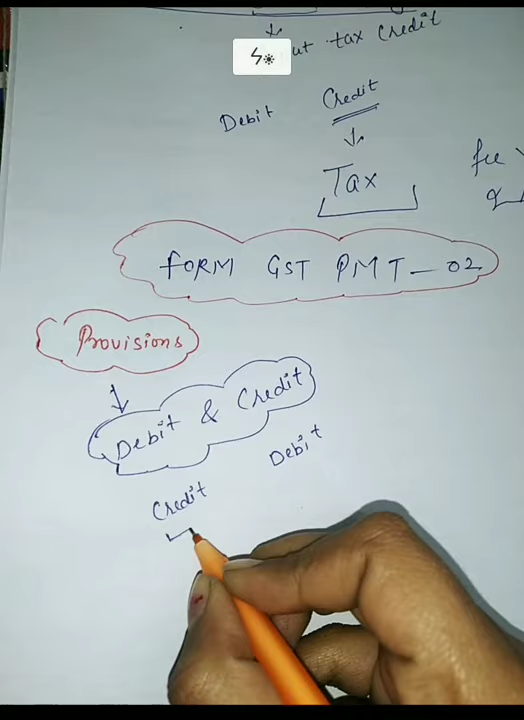 tax credit
Debit Credit
Tax
FORM GST PMT-02
Provisions
Debit & Credit
Debit
Credit